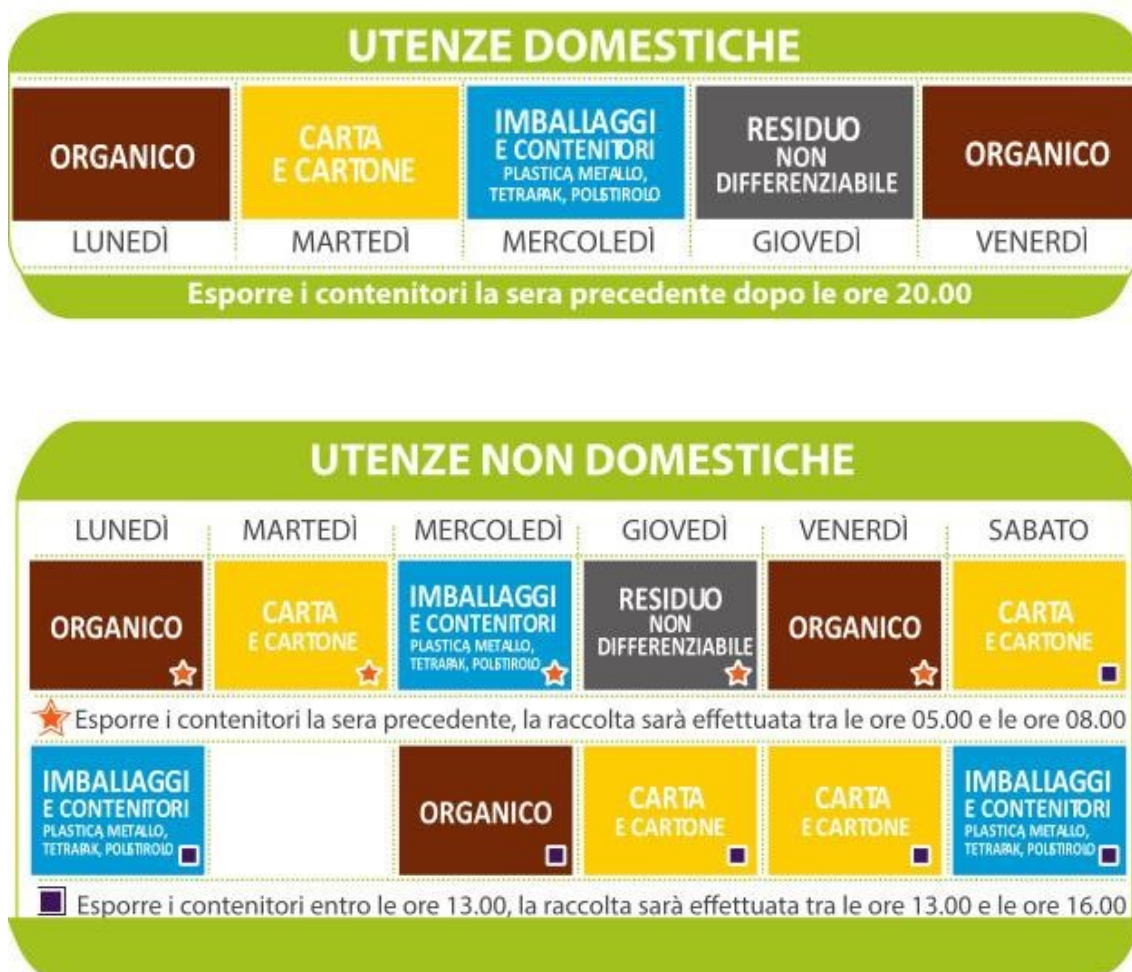 UTENZE DOMESTICHE
ORGANICO
CARTA
E CARTONE
IMBALLAGGI
E CONTENITORI
PLASTICA, METALLO,
TETRAPAK, POLISTIROLO
RESIDUO
NON
DIFFERENZIABILE
ORGANICO
LUNEDÌ
MARTEDÌ
MERCOLEDÌ
GIOVEDÌ
VENERDÌ
Esporre i contenitori la sera precedente dopo le ore 20.00
UTENZE NON DOMESTICHE
LUNEDÌ
MARTEDÌ
MERCOLEDÌ
GIOVEDÌ
VENERDÌ
SABATO
ORGANICO
CARTA
E CARTONE
IMBALLAGGI
E CONTENITORI
PLASTICA, METALLO,
TETRAPAK, POLISTIROLO
RESIDUO
NON
DIFFERENZIABILE
ORGANICO
CARTA
E CARTONE
Esporre i contenitori la sera precedente, la raccolta sarà effettuata tra le ore 05.00 e le ore 08.00
IMBALLAGGI
E CONTENITORI
PLASTICA, METALLO,
TETRAPAK, POLISTIROLO
ORGANICO
CARTA
E CARTONE
CARTA
E CARTONE
IMBALLAGGI
E CONTENITORI
PLASTICA, METALLO,
TETRAPAK, POLISTIROLO
Esporre i contenitori entro le ore 13.00, la raccolta sarà effettuata tra le ore 13.00 e le ore 16.00